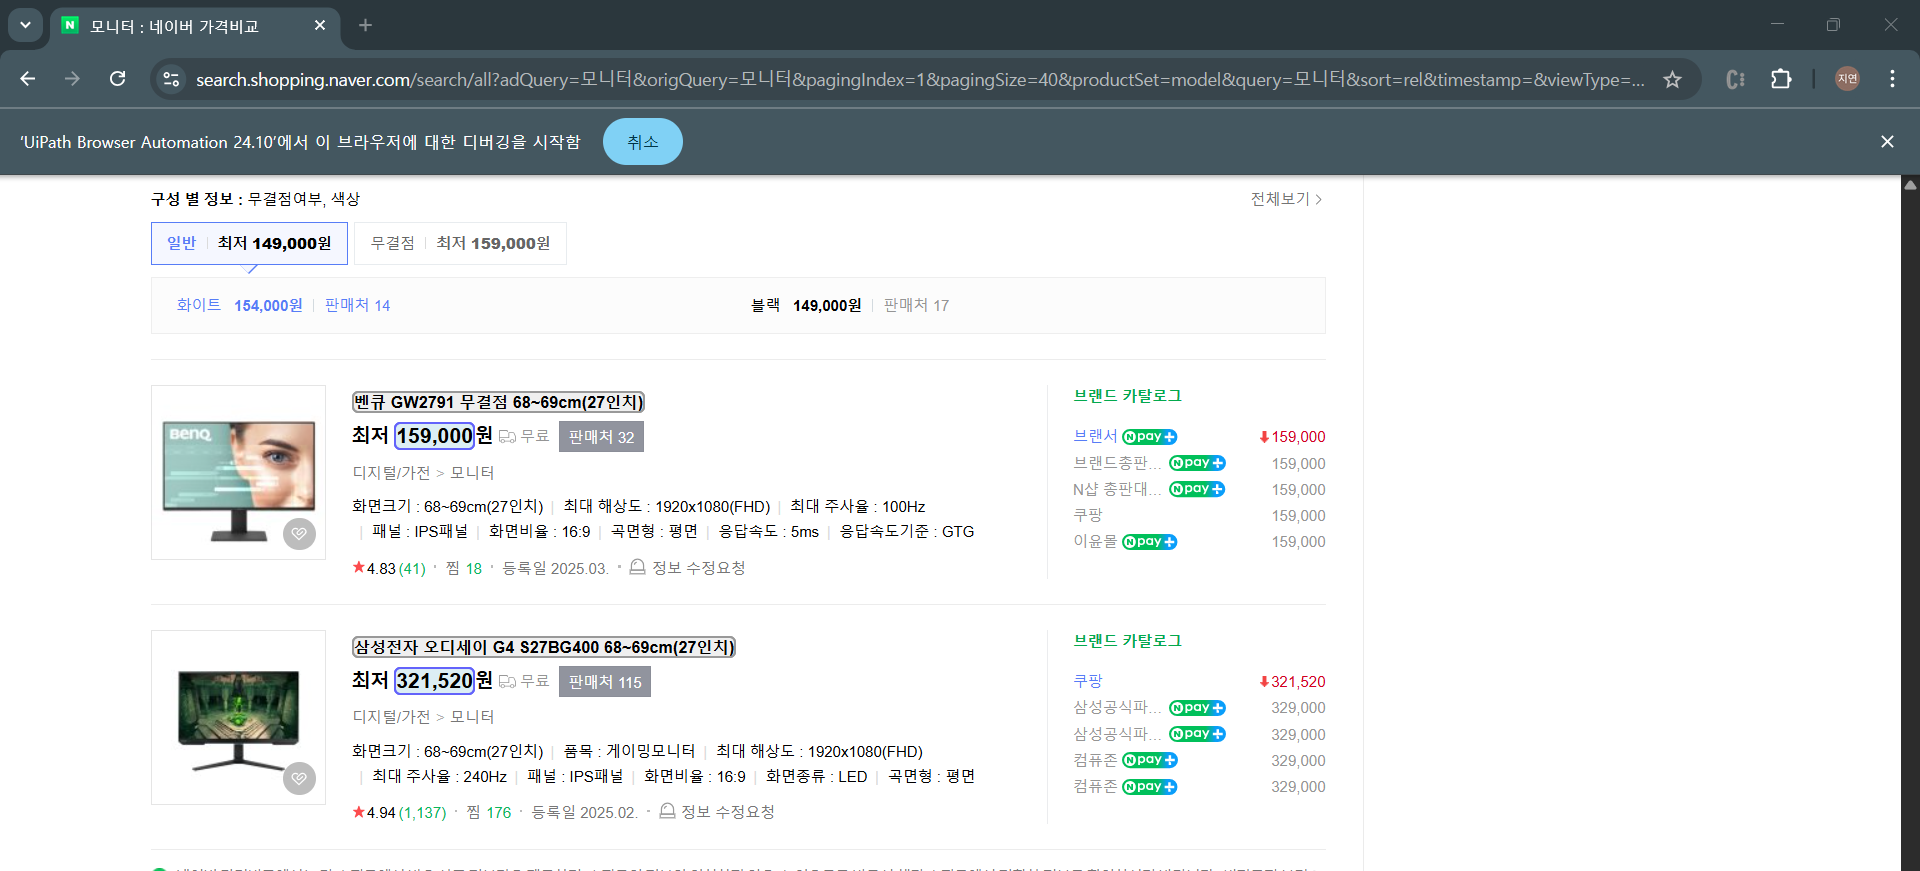 모니터 : 네이버 가격비교
search.shopping.naver.com/search/all?adQuery=모니터&origQuery=모니터&pagingIndex=1&pagingSize=40&productSet=model&query=모니터&sort=rel&timestamp=&viewType=...
지연
'UiPath Browser Automation 24.10'에서 이 브라우저에 대한 디버깅을 시작함 취소
구성 별 정보 : 무결점여부, 색상 전체보기
일반 최저 149,000원 무결점 최저 159,000원
화이트 154,000원 판매처 14 블랙 149,000원 판매처 17
BenQ
벤큐 GW2791 무결점 68~69cm(27인치)
최저 159,000원 무료 판매처 32
디지털/가전 > 모니터
화면크기 : 68~69cm(27인치) | 최대 해상도 : 1920x1080(FHD) | 최대 주사율 : 100Hz
| 패널 : IPS패널 | 화면비율 : 16:9 | 곡면형 : 평면 | 응답속도 : 5ms | 응답속도기준 : GTG
★4.83 (41) · 찜 18 · 등록일 2025.03. · 정보 수정요청
브랜드 카탈로그
브랜서 N pay + 159,000
브랜드총판... N pay + 159,000
N샵 총판대... N pay + 159,000
쿠팡 159,000
이윤몰 N pay + 159,000
삼성전자 오디세이 G4 S27BG400 68~69cm(27인치)
최저 321,520원 무료 판매처 115
디지털/가전 > 모니터
화면크기 : 68~69cm(27인치) | 품목 : 게이밍모니터 | 최대 해상도 : 1920x1080(FHD)
| 최대 주사율 : 240Hz | 패널 : IPS패널 | 화면비율 : 16:9 | 화면종류 : LED | 곡면형 : 평면
★4.94 (1,137) · 찜 176 · 등록일 2025.02. · 정보 수정요청
브랜드 카탈로그
쿠팡 321,520
삼성공식파... N pay + 329,000
삼성공식파... N pay + 329,000
컴퓨존 N pay + 329,000
컴퓨존 N pay + 329,000